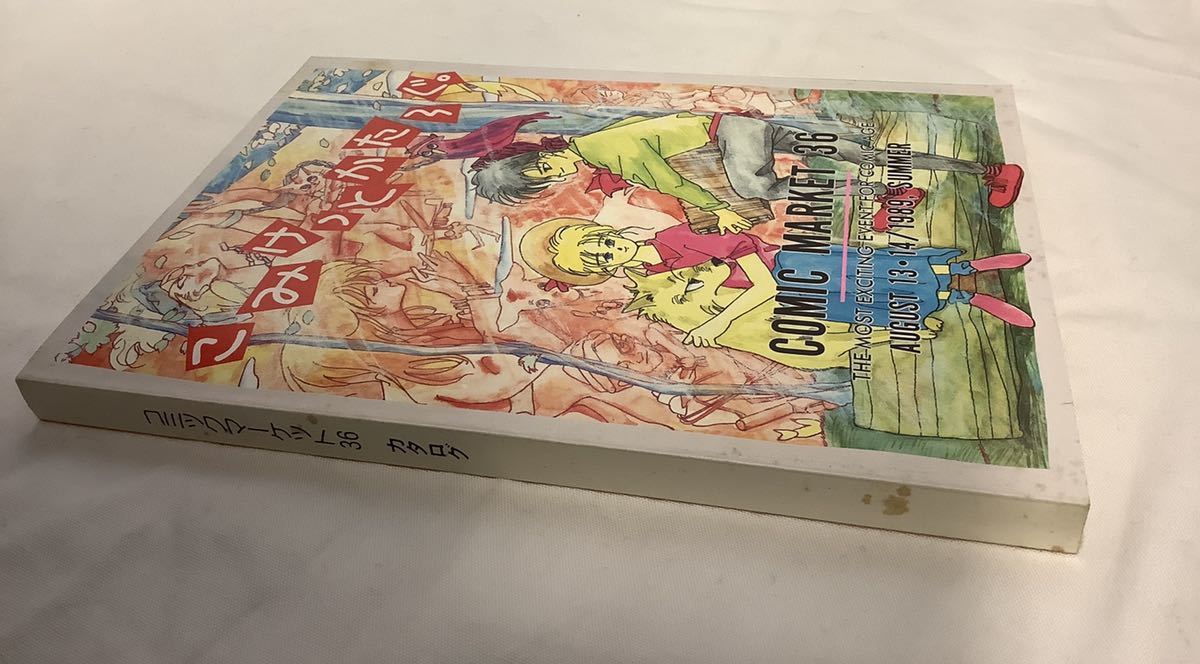 こみけっとかたろぐ。
COMIC MARKET 36
THE MOST EXCITING EVENT FOR COMIC AGE
AUGUST 13・14/1989 SUMMER
コミックマーケット36 カタログ